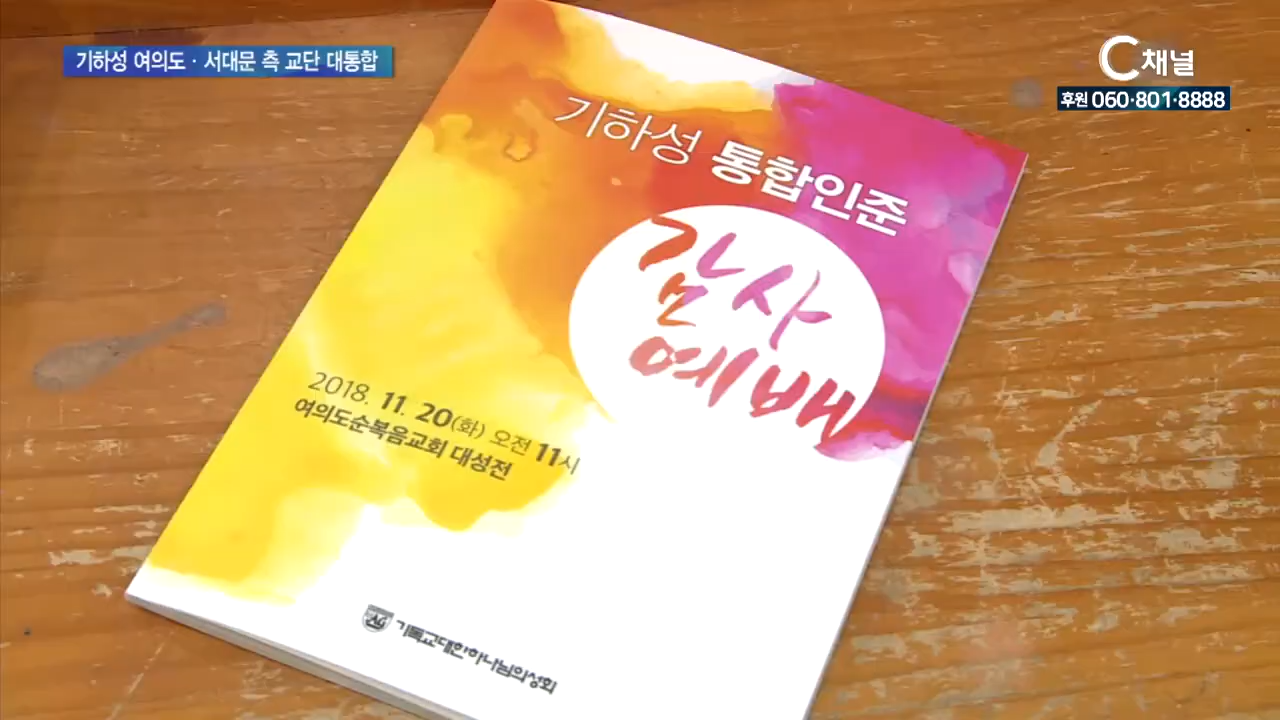 기하성 여의도·서대문 측 교단 대통합
C채널
후원 060·801·8888
기하성 통합인준
감사
예배
2018. 11. 20(화) 오전 11시
여의도순복음교회 대성전
기독교대한하나님의성회